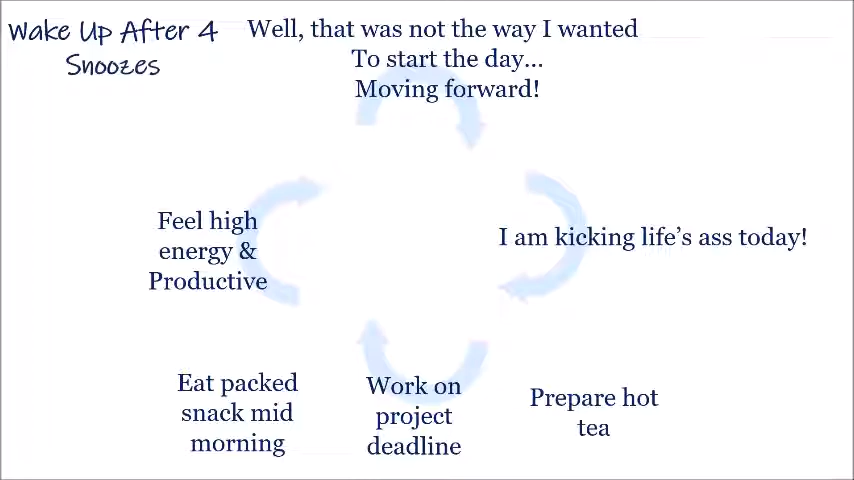 Wake Up After 4
Snoozes
Well, that was not the way I wanted
To start the day...
Moving forward!
I am kicking life's ass today!
Feel high
energy &
Productive
Eat packed
snack mid
morning
Work on
project
deadline
Prepare hot
tea